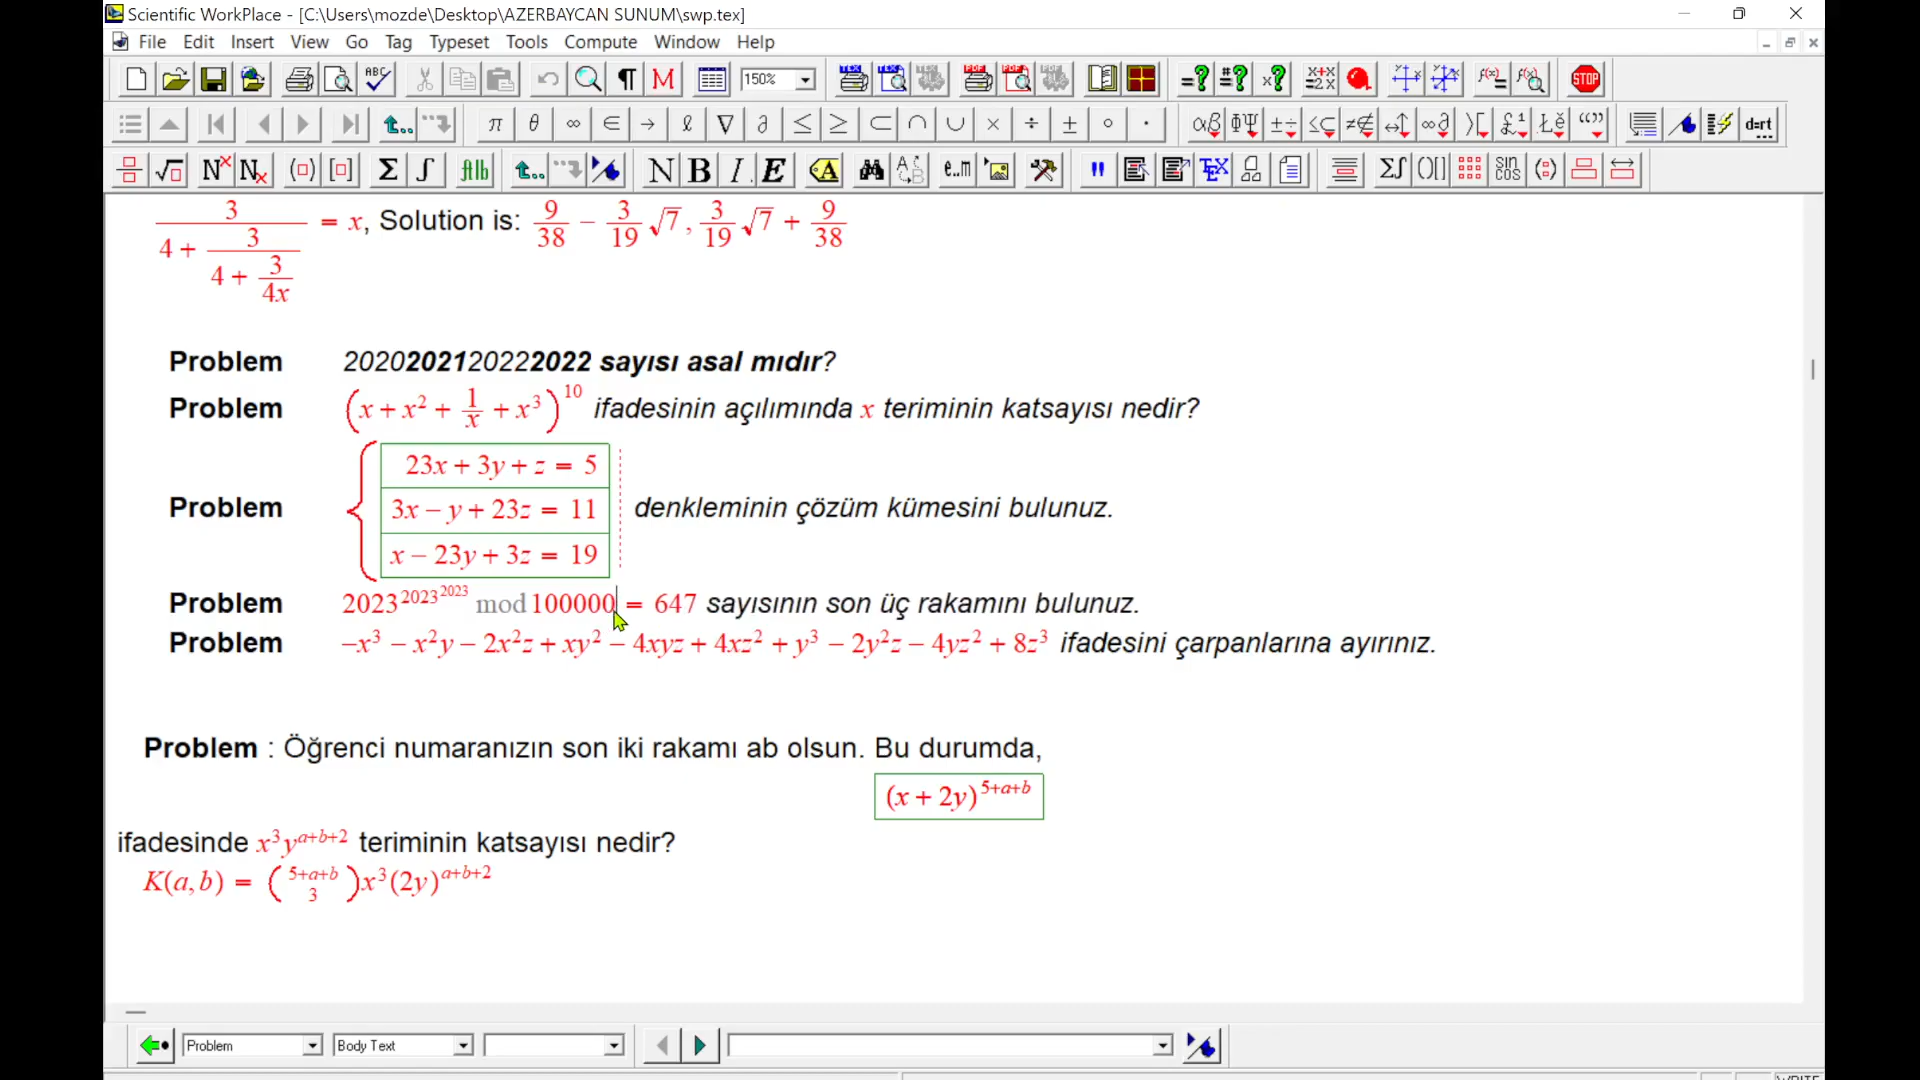 Scientific WorkPlace - [C:\Users\mozde\Desktop\AZERBAYCAN SUNUM\swp.tex]
File Edit Insert View Go Tag Typeset Tools Compute Window Help
150%
3/(4 + 3/(4 + 3/(4x))) = x, Solution is: 9/38 − 3/19 √7, 3/19 √7 + 9/38
Problem 2020202120222022 sayısı asal mıdır?
Problem (x + x² + 1/x + x³)¹⁰ ifadesinin açılımında x teriminin katsayısı nedir?
23x + 3y + z = 5
Problem 3x − y + 23z = 11 denkleminin çözüm kümesini bulunuz.
x − 23y + 3z = 19
Problem 2023^2023^2023 mod 100000 = 647 sayısının son üç rakamını bulunuz.
Problem −x³ − x²y − 2x²z + xy² − 4xyz + 4xz² + y³ − 2y²z − 4yz² + 8z³ ifadesini çarpanlarına ayırınız.
Problem : Öğrenci numaranızın son iki rakamı ab olsun. Bu durumda,
(x + 2y)^5+a+b
ifadesinde x³y^a+b+2 teriminin katsayısı nedir?
K(a, b) = (5+a+b 3)x³(2y)^a+b+2
Problem Body Text